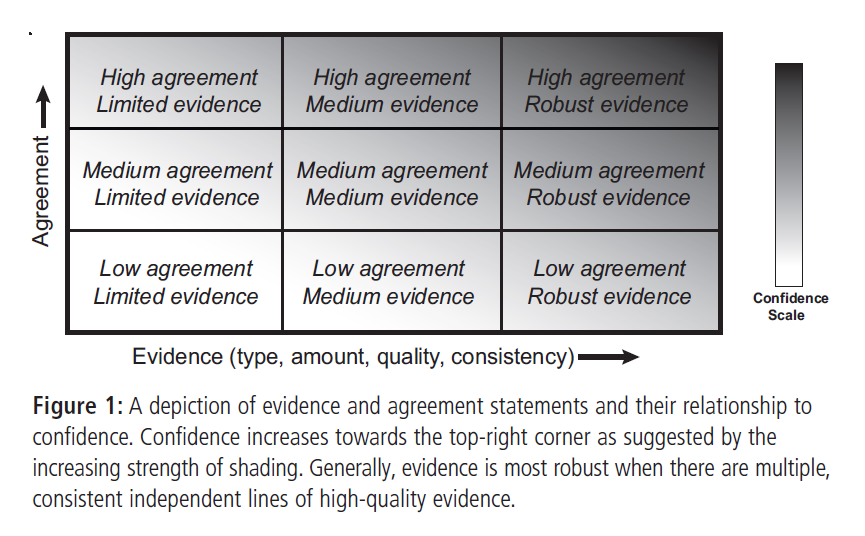 High agreement
Limited evidence
High agreement
Medium evidence
High agreement
Robust evidence
Medium agreement
Limited evidence
Medium agreement
Medium evidence
Medium agreement
Robust evidence
Low agreement
Limited evidence
Low agreement
Medium evidence
Low agreement
Robust evidence
Agreement
Evidence (type, amount, quality, consistency)
Confidence
Scale
Figure 1: A depiction of evidence and agreement statements and their relationship to
confidence. Confidence increases towards the top-right corner as suggested by the
increasing strength of shading. Generally, evidence is most robust when there are multiple,
consistent independent lines of high-quality evidence.